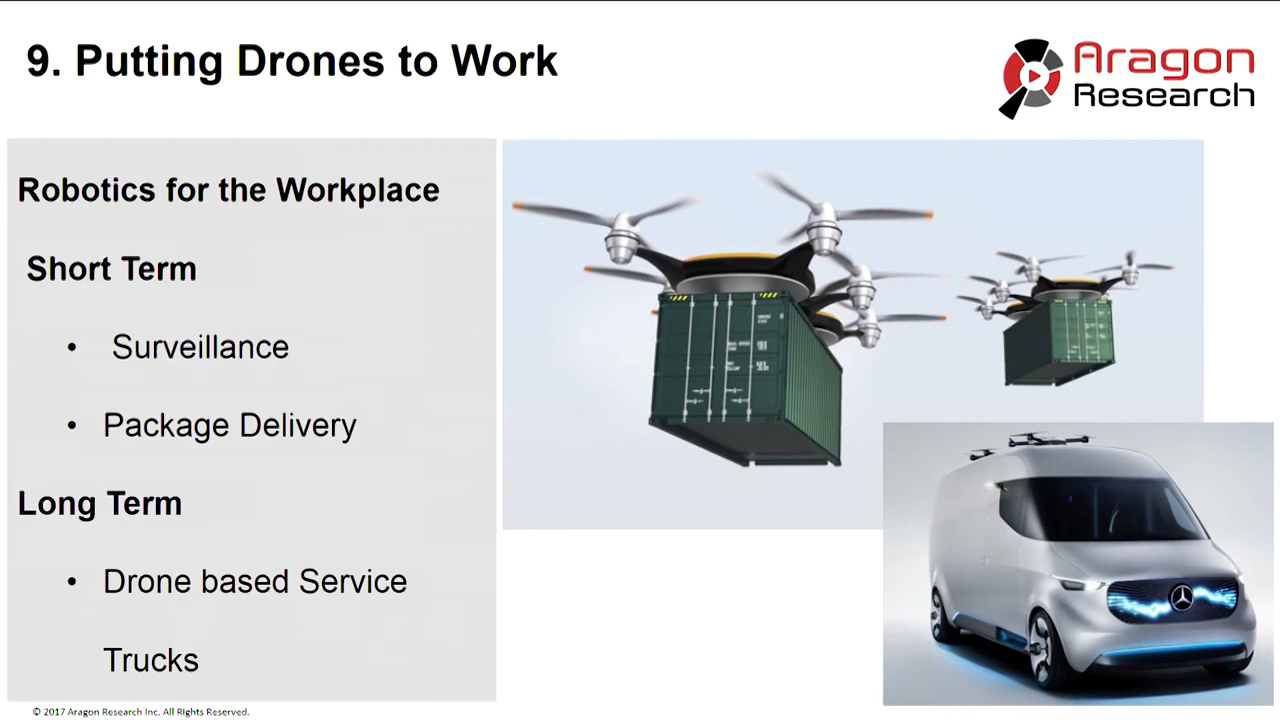 9. Putting Drones to Work
Aragon
Research
Robotics for the Workplace
Short Term
• Surveillance
• Package Delivery
Long Term
• Drone based Service
Trucks
© 2017 Aragon Research Inc. All Rights Reserved.